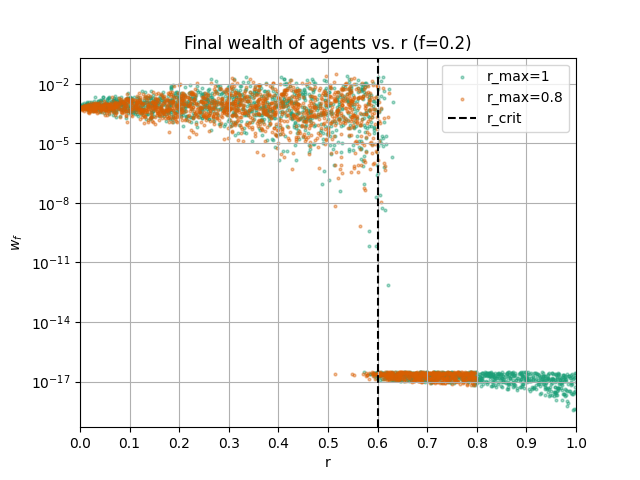 Final wealth of agents vs. r (f=0.2)
r_max=1
r_max=0.8
r_crit
10⁻²
10⁻⁵
10⁻⁸
10⁻¹¹
10⁻¹⁴
10⁻¹⁷
w_f
0.0 0.1 0.2 0.3 0.4 0.5 0.6 0.7 0.8 0.9 1.0
r